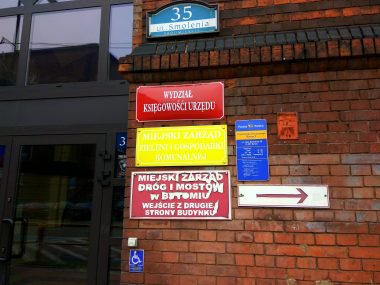 35
ul. Smolenia
WYDZIAŁ
KSIĘGOWOŚCI URZĘDU
MIEJSKI ZARZĄD
ZIELENI I GOSPODARKI
KOMUNALNEJ
MIEJSKI ZARZĄD
DRÓG I MOSTÓW
W BYTOMIU
WEJŚCIE Z DRUGIEJ
STRONY BUDYNKU
3